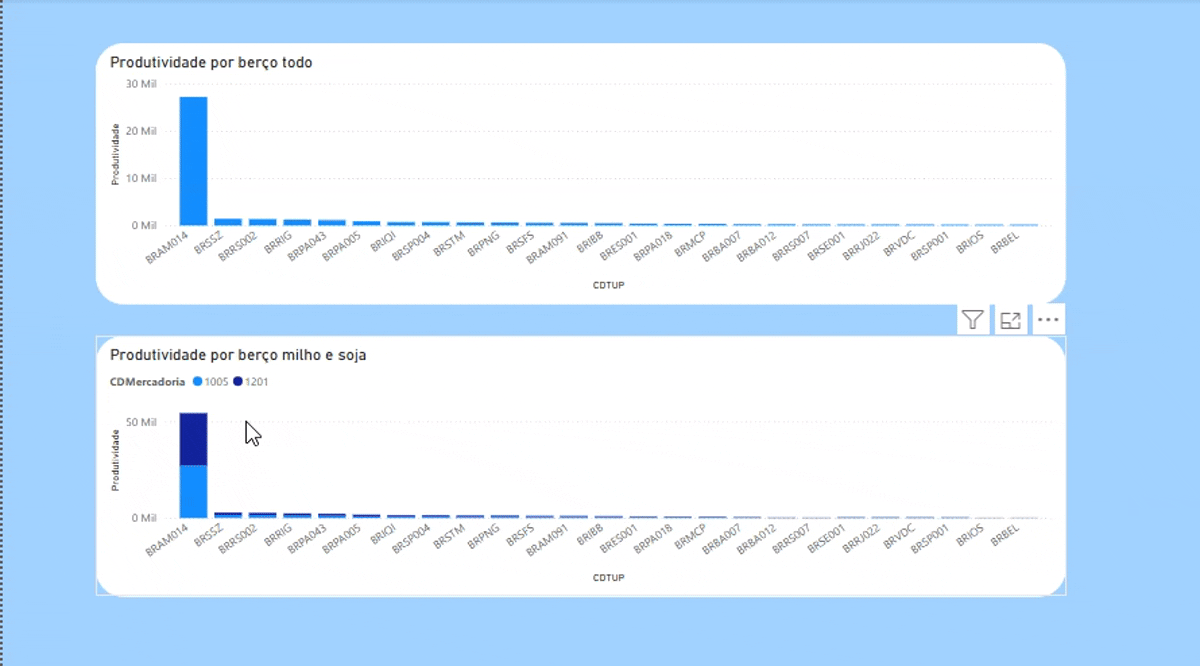 Produtividade por berço todo
30 Mil
20 Mil
10 Mil
0 Mil
Produtividade
BRAM014 BRSSZ BRRS002 BRRIG BRPA043 BRPA005 BRIQI BRSP004 BRSTM BRPNG BRSFS BRAM091 BRIBB BRES001 BRPA018 BRMCP BRBA007 BRBA012 BRRS007 BRSE001 BRRJ022 BRVDC BRSP001 BRIOS BRBEL
CDTUP
Produtividade por berço milho e soja
CDMercadoria 1005 1201
50 Mil
0 Mil
Produtividade
BRAM014 BRSSZ BRRS002 BRRIG BRPA043 BRPA005 BRIQI BRSP004 BRSTM BRPNG BRSFS BRAM091 BRIBB BRES001 BRPA018 BRMCP BRBA007 BRBA012 BRRS007 BRSE001 BRRJ022 BRVDC BRSP001 BRIOS BRBEL
CDTUP